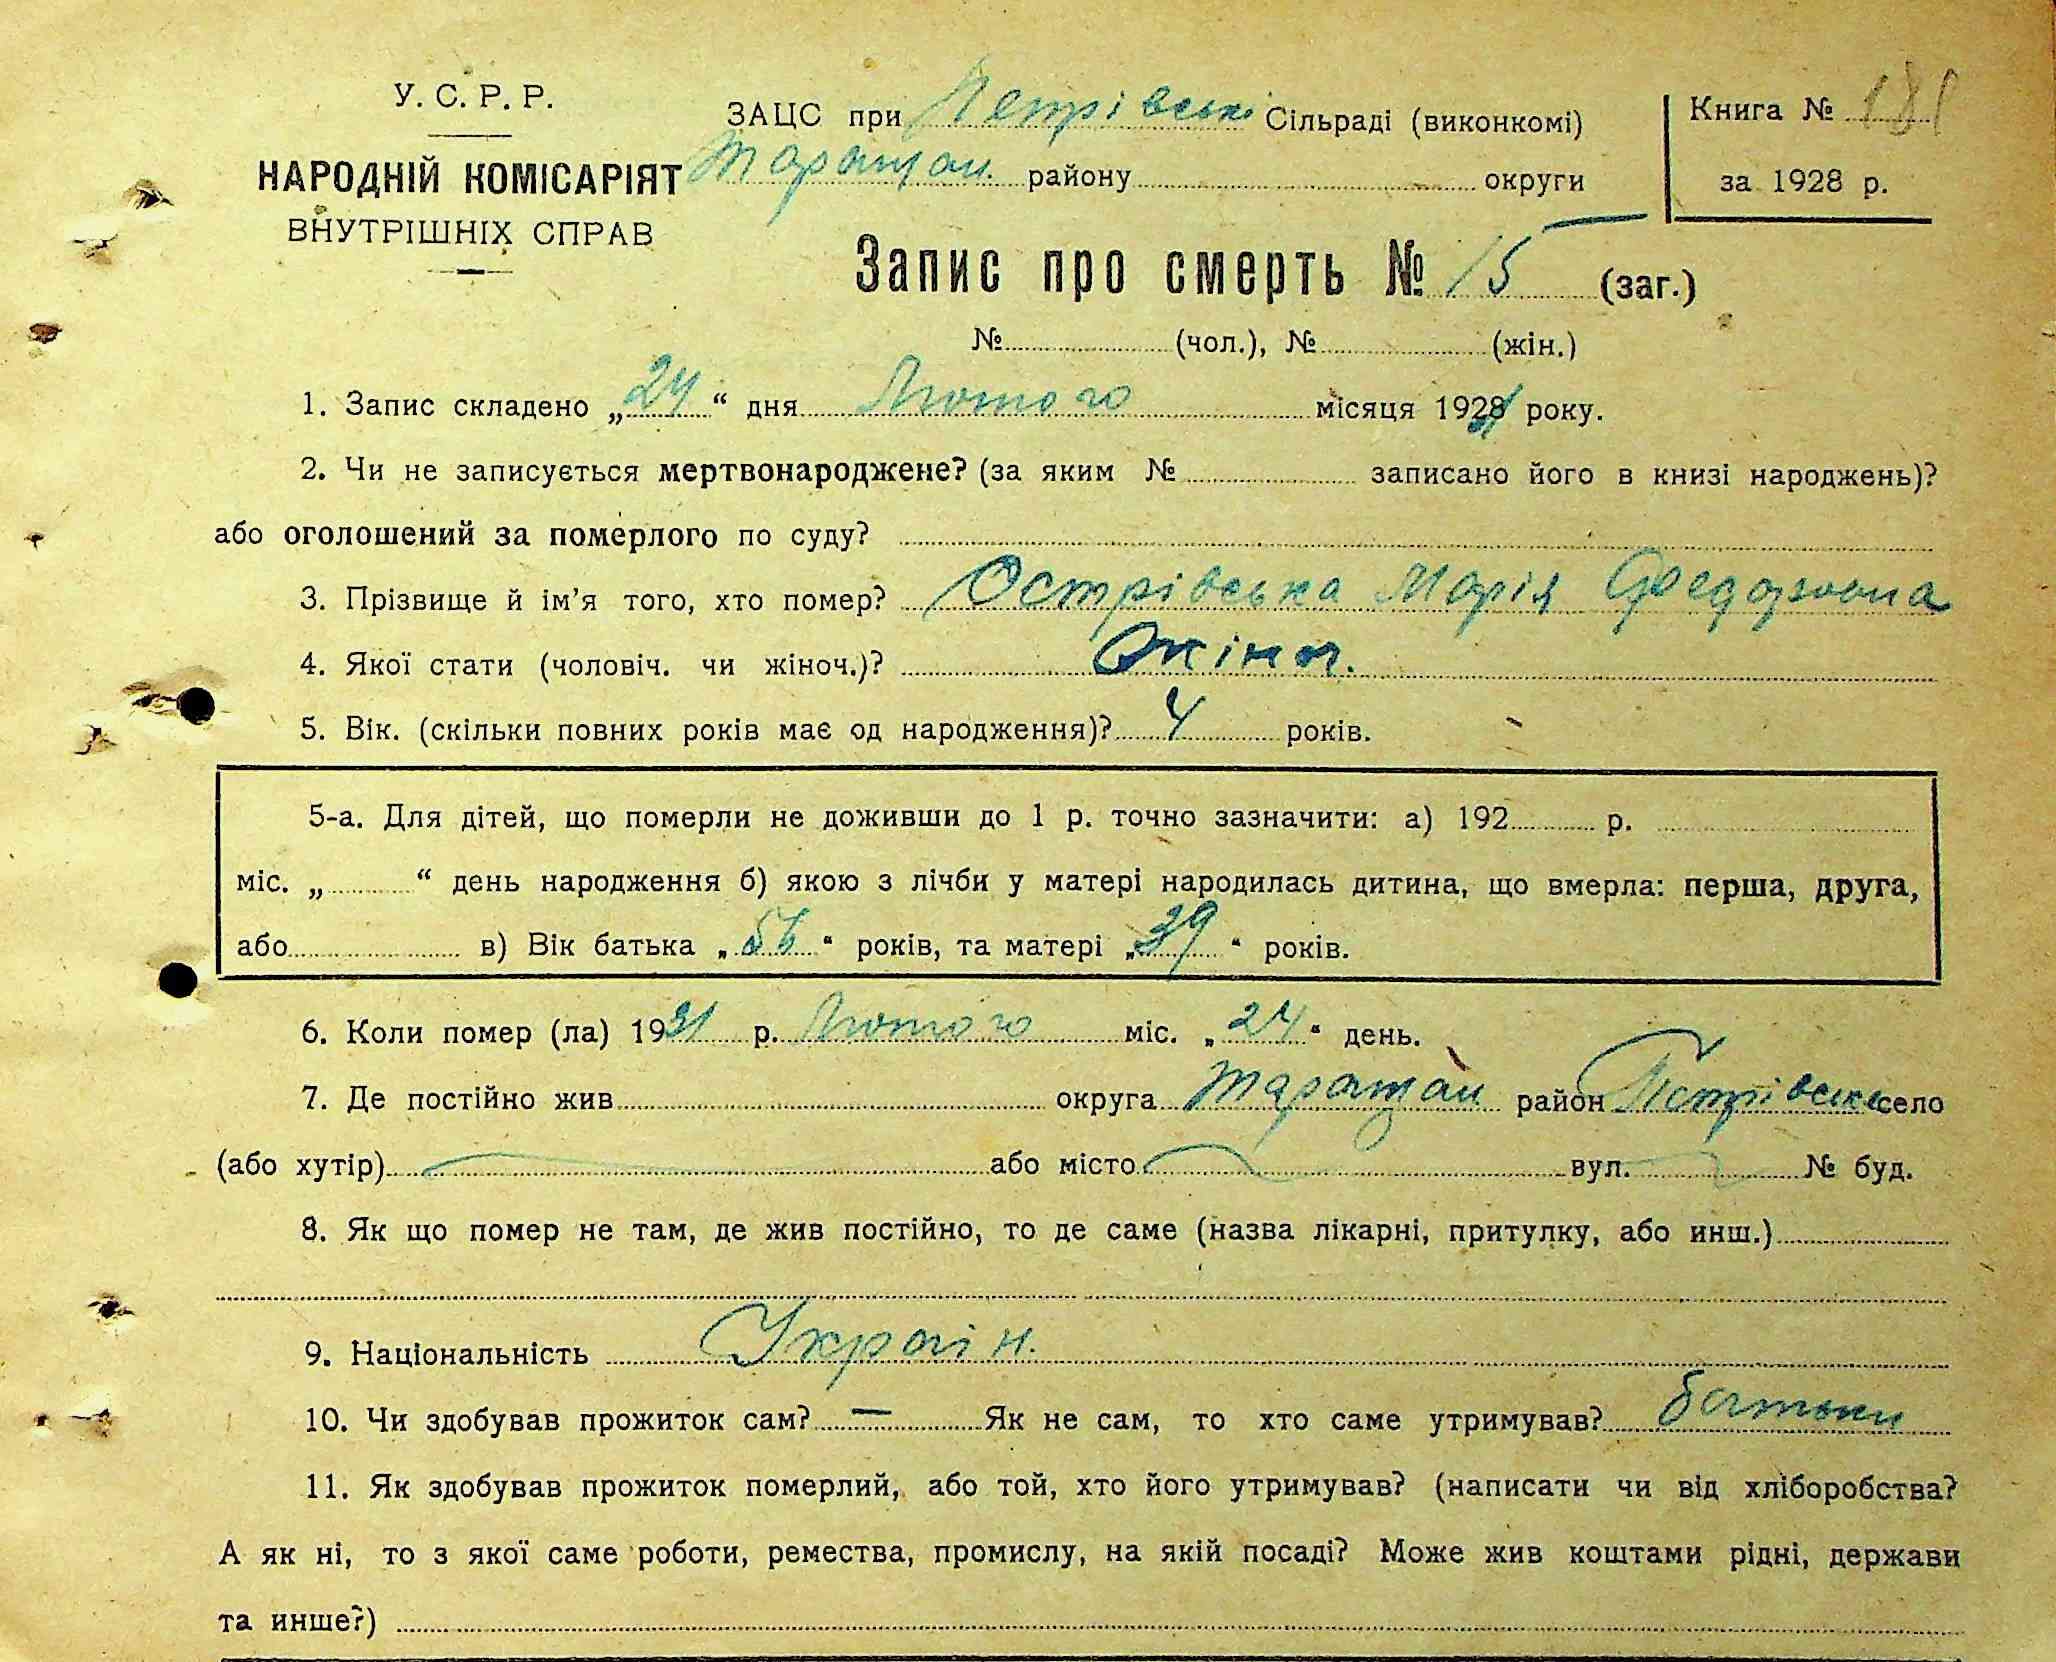 У. С. Р. Р.
НАРОДНІЙ КОМІСАРІЯТ
ВНУТРІШНІХ СПРАВ
ЗАЦС при Петрівські Сільраді (виконкомі)
Таращан. району округи
Книга № 181
за 1928 р.
Запис про смерть № 15 (заг.)
№ (чол.), № (жін.)
1. Запис складено „24“ дня Лютого місяця 1931 року.
2. Чи не записується мертвонароджене? (за яким № записано його в книзі народжень)?
або оголошений за померлого по суду?
3. Прізвище й ім’я того, хто помер? Острівська Марія Федоровна
4. Якої стати (чоловіч. чи жіноч.)? жіноч.
5. Вік. (скільки повних років має од народження)? 4 років.
5-а. Для дітей, що померли не доживши до 1 р. точно зазначити: а) 192 р.
міс. „ “ день народження б) якою з лічби у матері народилась дитина, що вмерла: перша, друга,
або в) Вік батька „ “ років, та матері „39“ років.
6. Коли помер (ла) 1931 р. Лютого міс. „24“ день.
7. Де постійно жив округа Таращан район Петрівське село
(або хутір) або місто вул. № буд.
8. Як що помер не там, де жив постійно, то де саме (назва лікарні, притулку, або инш.)
9. Національність Україн.
10. Чи здобував прожиток сам? — Як не сам, то хто саме утримував? батьки
11. Як здобував прожиток померлий, або той, хто його утримував? (написати чи від хліборобства?
А як ні, то з якої саме роботи, ремества, промислу, на якій посаді? Може жив коштами рідні, держави
та инше?)